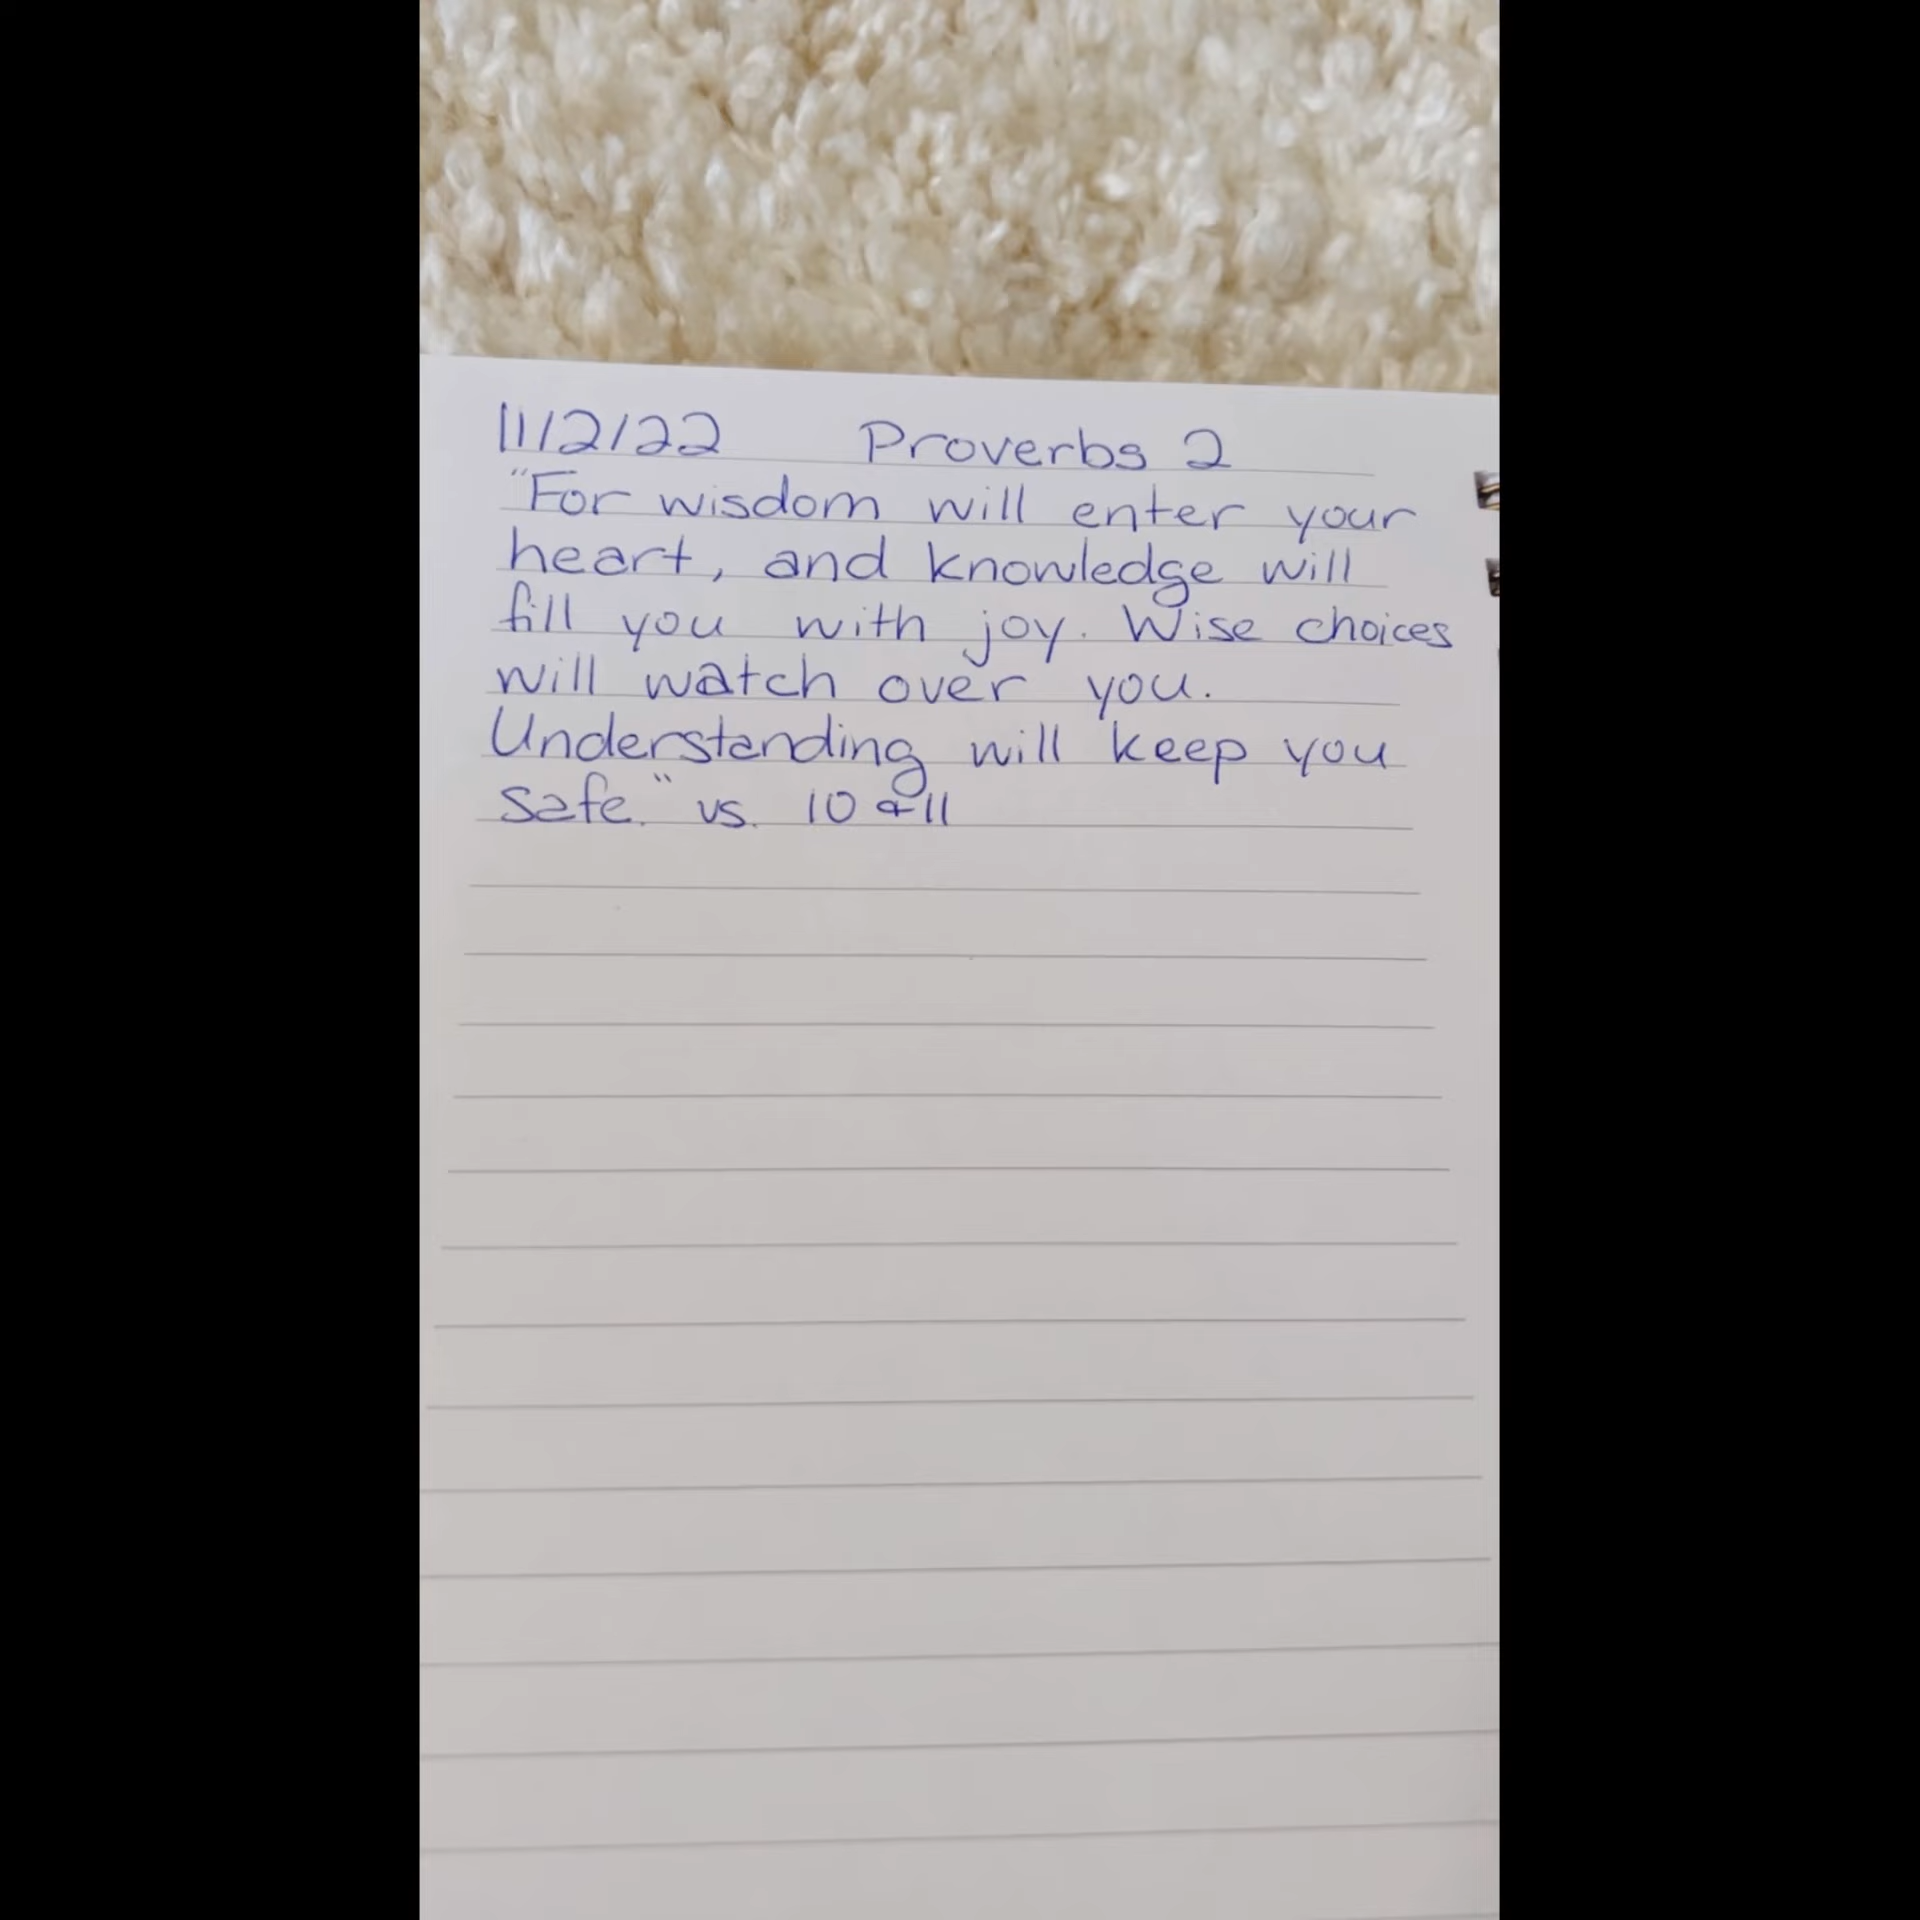 11/2/22 Proverbs 2
"For wisdom will enter your
heart, and knowledge will
fill you with joy. Wise choices
will watch over you.
Understanding will keep you
safe." vs. 10 & 11